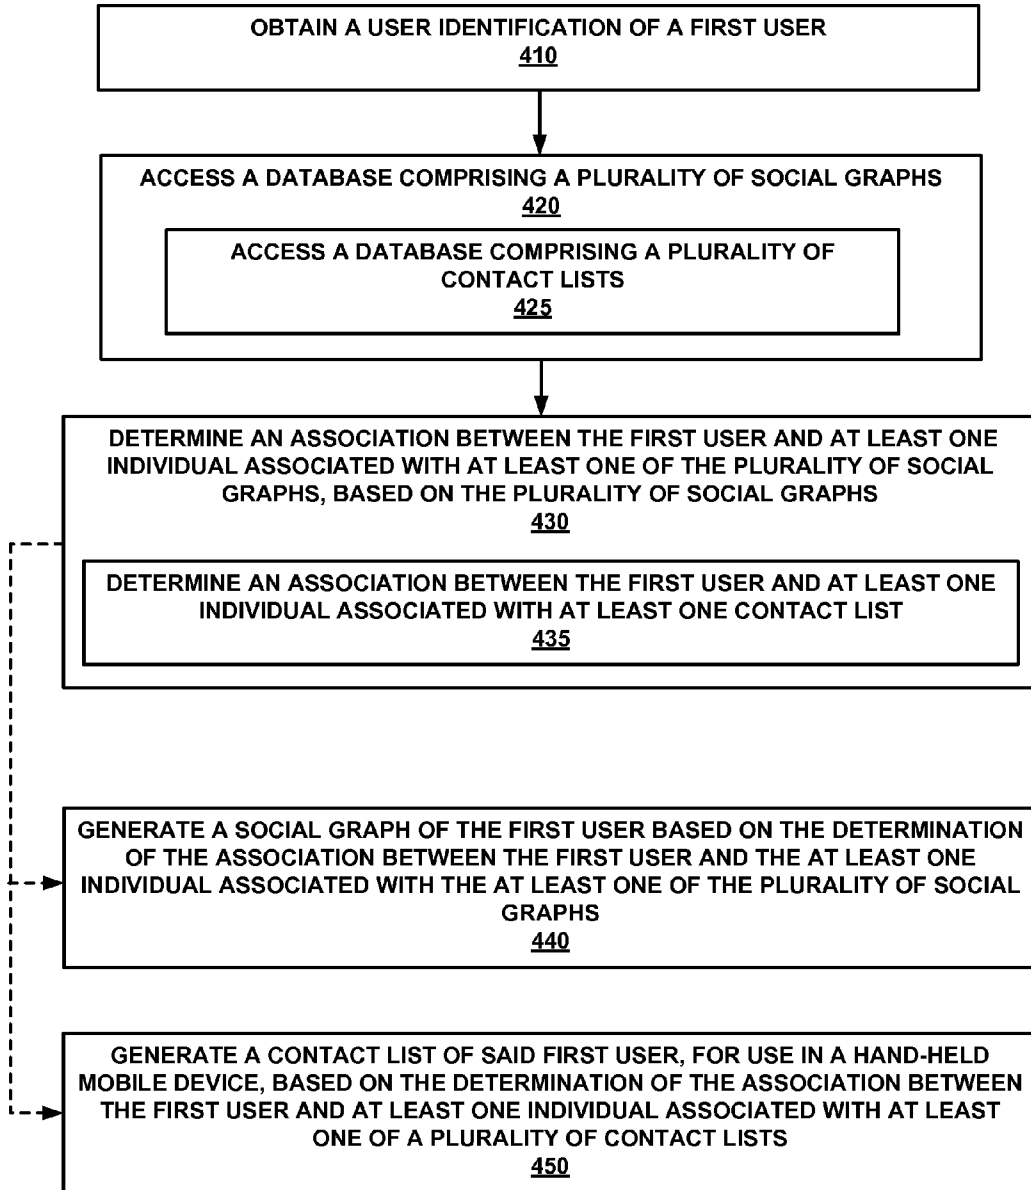 OBTAIN A USER IDENTIFICATION OF A FIRST USER
410
ACCESS A DATABASE COMPRISING A PLURALITY OF SOCIAL GRAPHS
420
ACCESS A DATABASE COMPRISING A PLURALITY OF
CONTACT LISTS
425
DETERMINE AN ASSOCIATION BETWEEN THE FIRST USER AND AT LEAST ONE
INDIVIDUAL ASSOCIATED WITH AT LEAST ONE OF THE PLURALITY OF SOCIAL
GRAPHS, BASED ON THE PLURALITY OF SOCIAL GRAPHS
430
DETERMINE AN ASSOCIATION BETWEEN THE FIRST USER AND AT LEAST ONE
INDIVIDUAL ASSOCIATED WITH AT LEAST ONE CONTACT LIST
435
GENERATE A SOCIAL GRAPH OF THE FIRST USER BASED ON THE DETERMINATION
OF THE ASSOCIATION BETWEEN THE FIRST USER AND THE AT LEAST ONE
INDIVIDUAL ASSOCIATED WITH THE AT LEAST ONE OF THE PLURALITY OF SOCIAL
GRAPHS
440
GENERATE A CONTACT LIST OF SAID FIRST USER, FOR USE IN A HAND-HELD
MOBILE DEVICE, BASED ON THE DETERMINATION OF THE ASSOCIATION BETWEEN
THE FIRST USER AND AT LEAST ONE INDIVIDUAL ASSOCIATED WITH AT LEAST
ONE OF A PLURALITY OF CONTACT LISTS
450